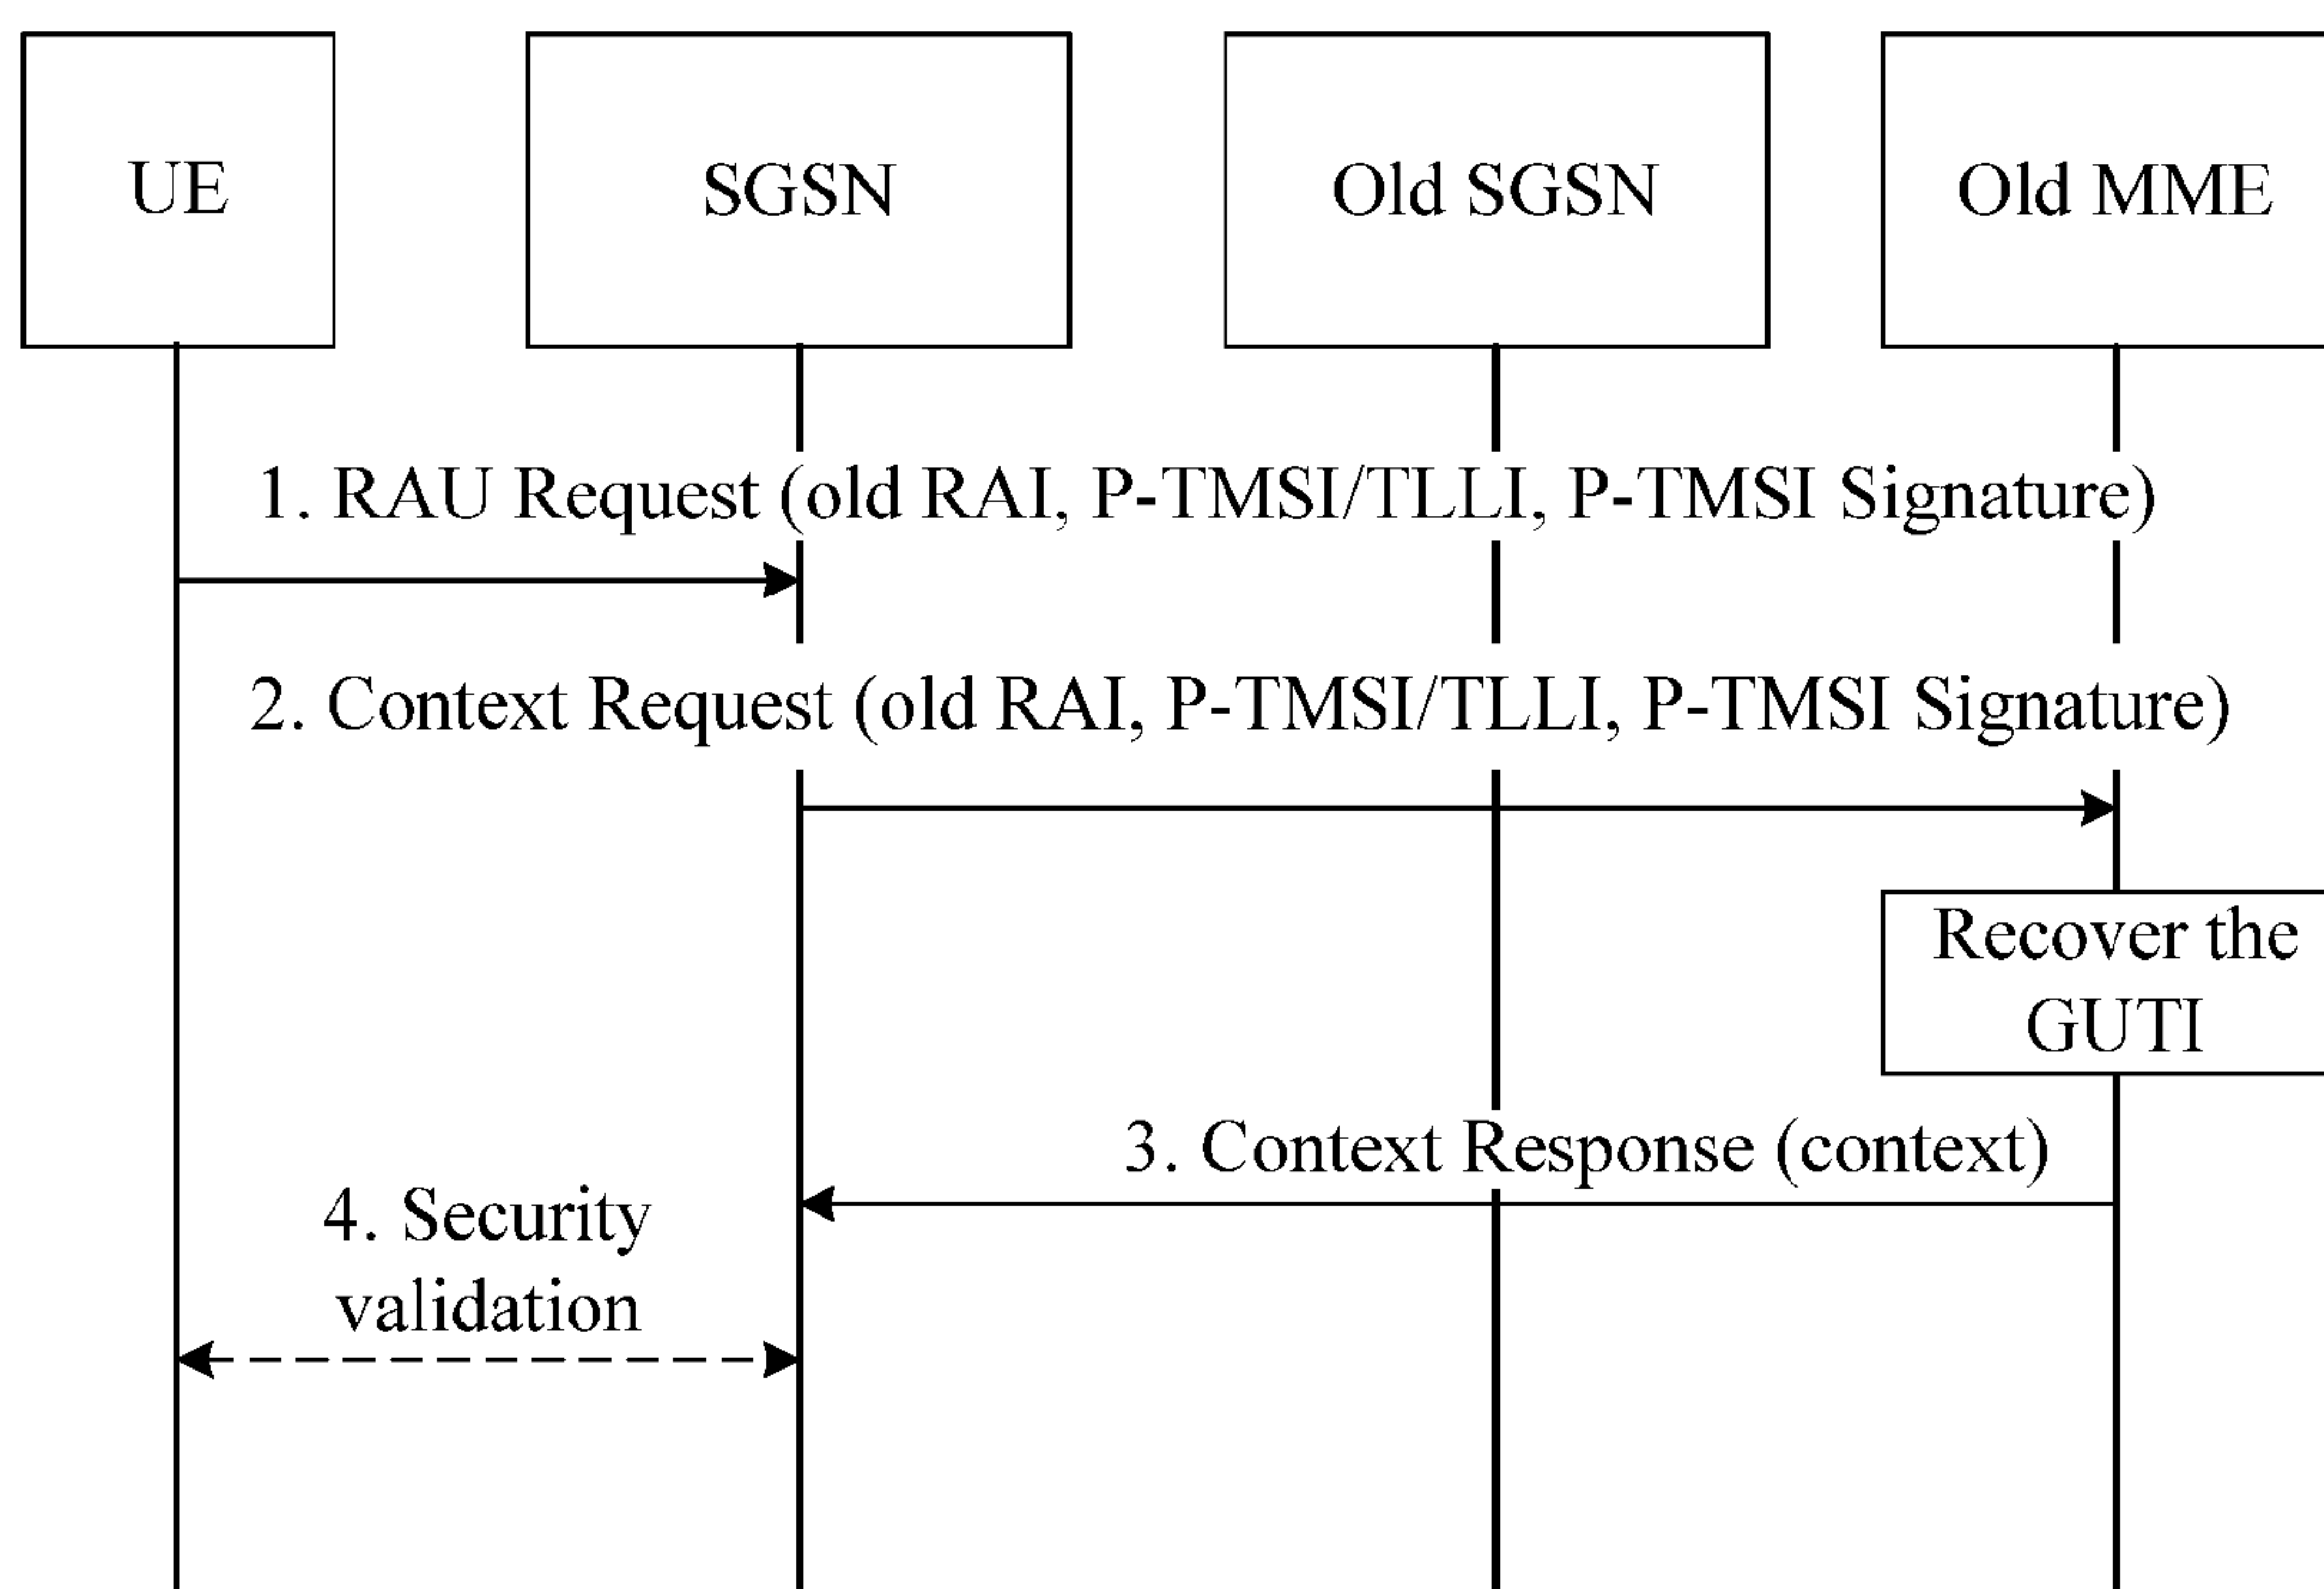 UE
SGSN
Old SGSN
Old MME
1. RAU Request (old RAI, P-TMSI/TLLI, P-TMSI Signature)
2. Context Request (old RAI, P-TMSI/TLLI, P-TMSI Signature)
Recover the
GUTI
3. Context Response (context)
4. Security
validation